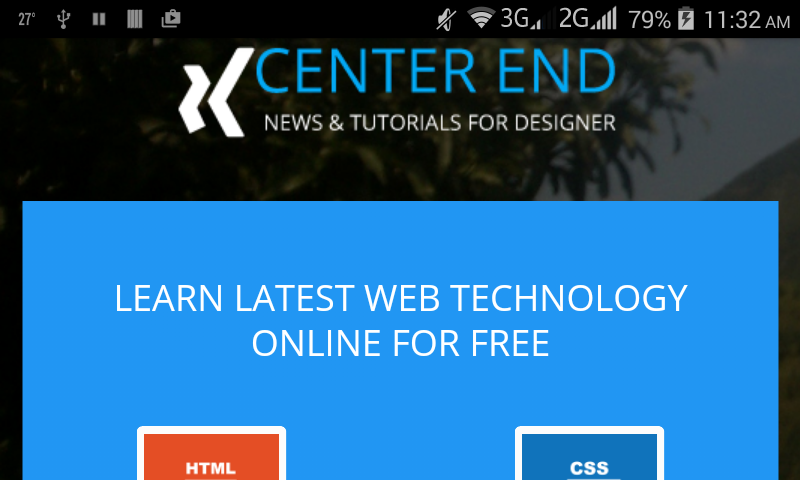 27° 3G 2G 79% 11:32 AM
CENTER END
NEWS & TUTORIALS FOR DESIGNER
LEARN LATEST WEB TECHNOLOGY
ONLINE FOR FREE
HTML CSS